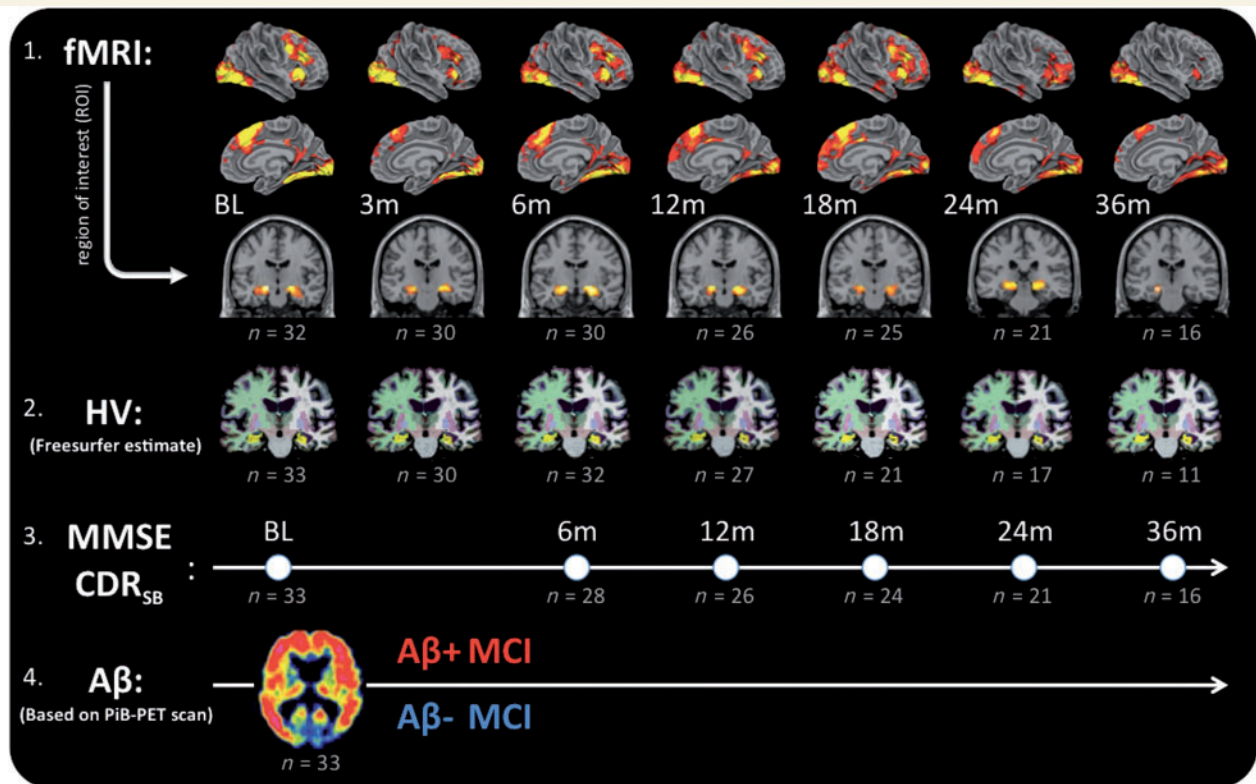 1. fMRI:
region of interest (ROI)
BL 3m 6m 12m 18m 24m 36m
n = 32 n = 30 n = 30 n = 26 n = 25 n = 21 n = 16
2. HV:
(Freesurfer estimate)
n = 33 n = 30 n = 32 n = 27 n = 21 n = 17 n = 11
3. MMSE
CDRSB :
BL 6m 12m 18m 24m 36m
n = 33 n = 28 n = 26 n = 24 n = 21 n = 16
4. Aβ:
(Based on PiB-PET scan)
Aβ+ MCI
Aβ- MCI
n = 33